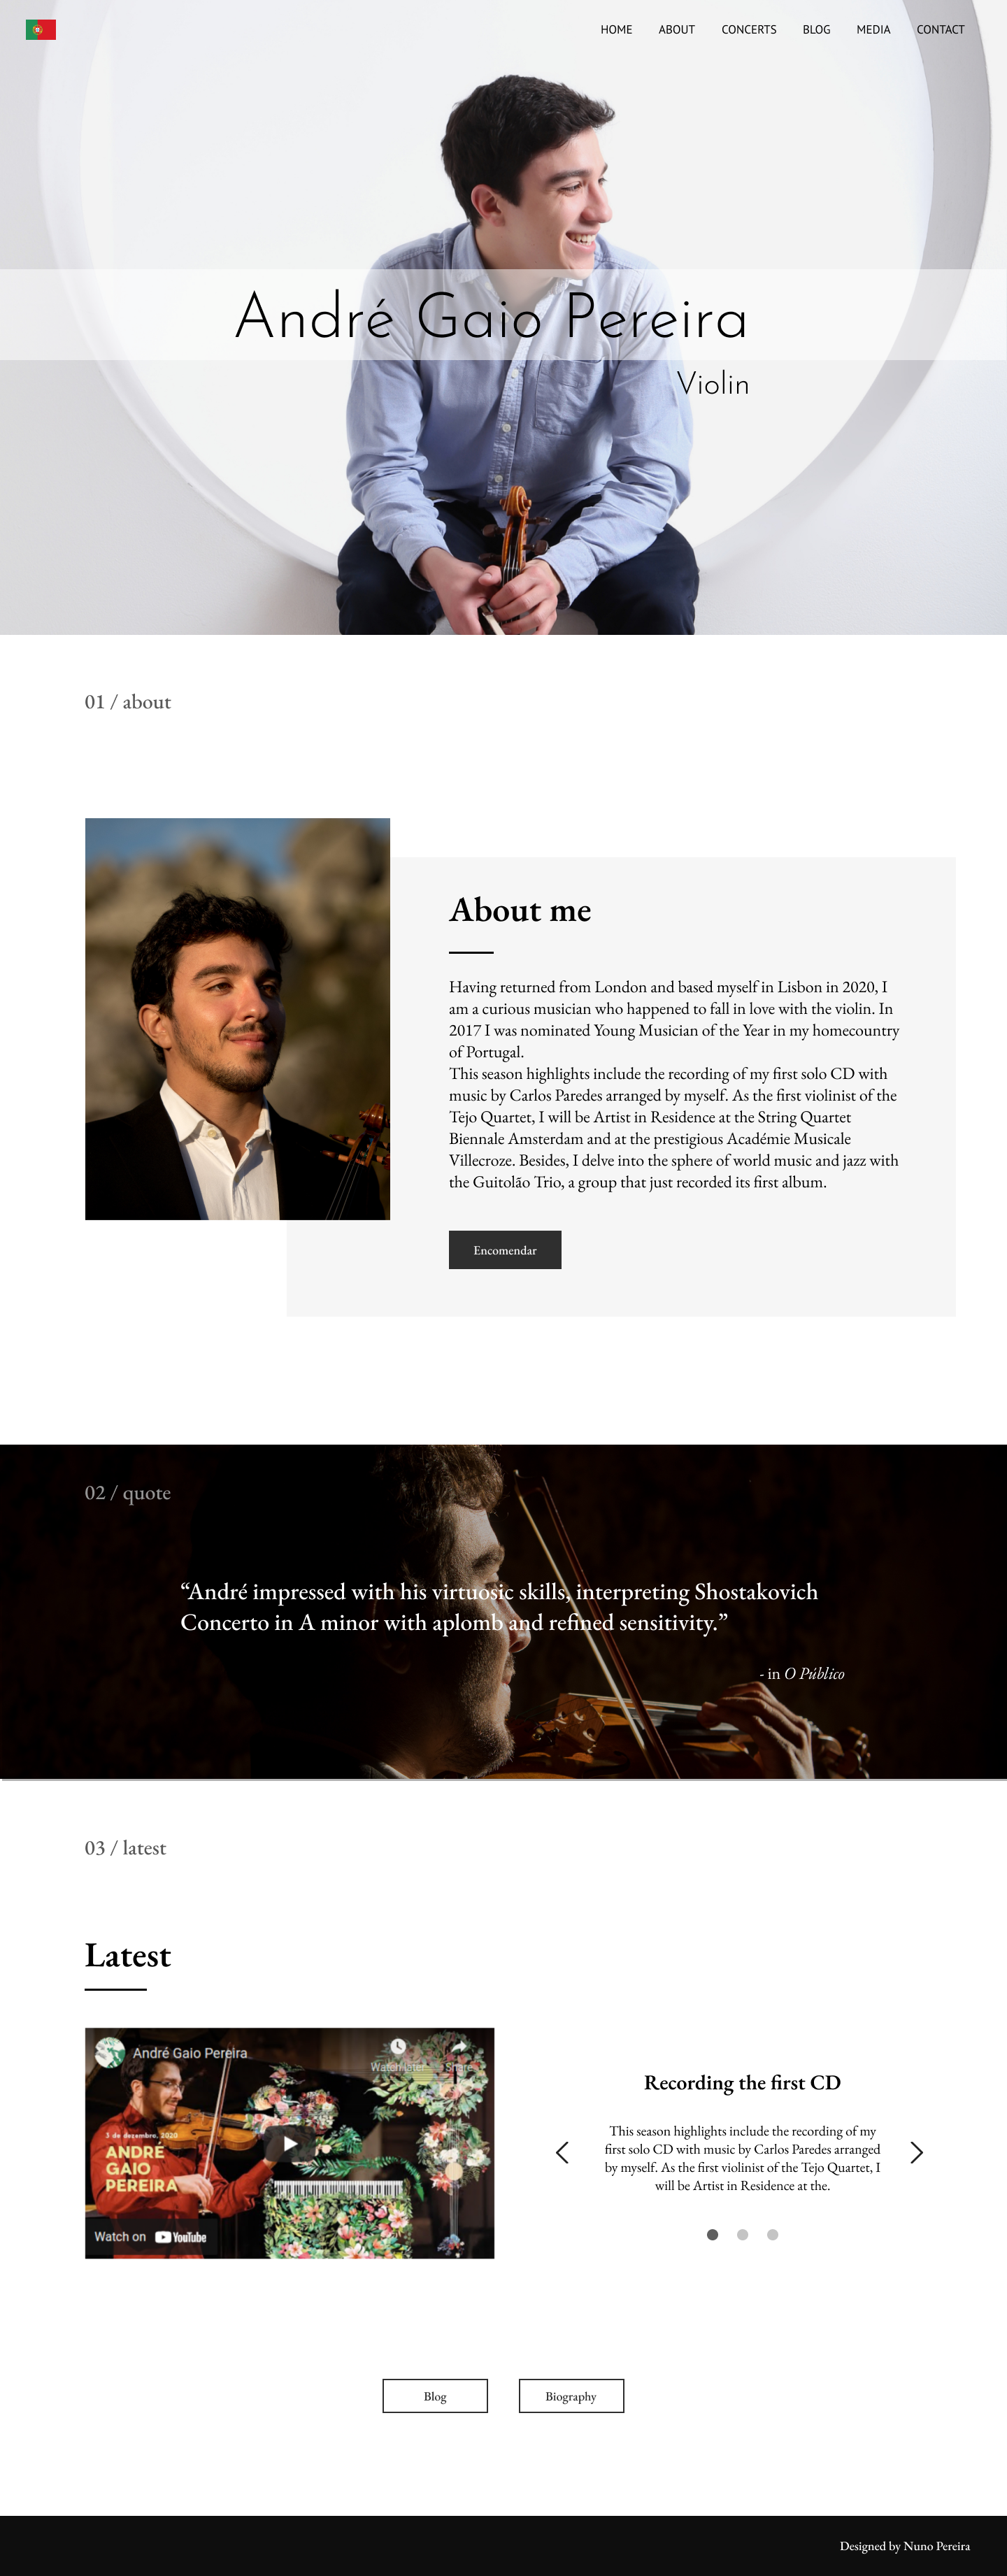 HOME ABOUT CONCERTS BLOG MEDIA CONTACT
André Gaio Pereira
Violin
01 / about
About me
Having returned from London and based myself in Lisbon in 2020, I
am a curious musician who happened to fall in love with the violin. In
2017 I was nominated Young Musician of the Year in my homecountry
of Portugal.
This season highlights include the recording of my first solo CD with
music by Carlos Paredes arranged by myself. As the first violinist of the
Tejo Quartet, I will be Artist in Residence at the String Quartet
Biennale Amsterdam and at the prestigious Académie Musicale
Villecroze. Besides, I delve into the sphere of world music and jazz with
the Guitolão Trio, a group that just recorded its first album.
Encomendar
02 / quote
“André impressed with his virtuosic skills, interpreting Shostakovich
Concerto in A minor with aplomb and refined sensitivity.”
- in O Público
03 / latest
Latest
André Gaio Pereira
Watch later Share
3 de dezembro, 2020
ANDRÉ
GAIO
PEREIRA
Watch on YouTube
Recording the first CD
This season highlights include the recording of my
first solo CD with music by Carlos Paredes arranged
by myself. As the first violinist of the Tejo Quartet, I
will be Artist in Residence at the.
Blog Biography
Designed by Nuno Pereira